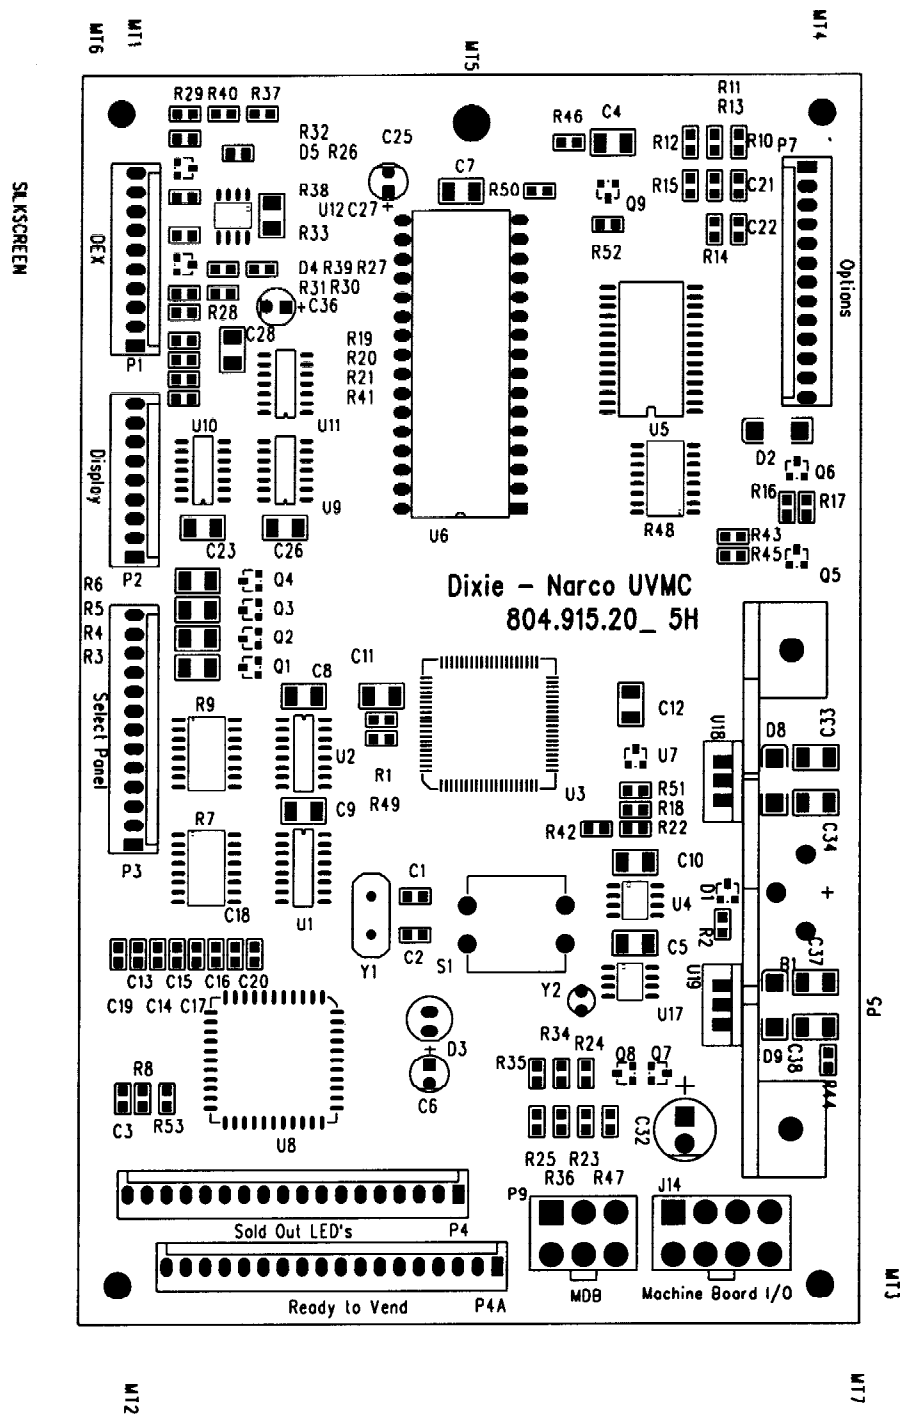 MT6
MT1
MT5
MT4
SILKSCREEN
R29 R40 R37
R32
D5 R26
C25
R38
U12 C27 +
R33
D4 R39 R27
R31 R30
+ C36
R28
C28
C7
R50
R46
C4
Q9
R52
R11
R13
R12
R10
P7
R15
C21
C22
R14
DEX
P1
Options
R19
R20
R21
R41
U10
U11
U9
U5
D2
Q6
R16
R17
R48
R43
R45
Q5
Display
C23
C26
U6
P2
R6
R5
R4
R3
Q4
Q3
Q2
Q1
Dixie - Narco UVMC
804.915.20_ 5H
Select Panel
C8
C11
R9
U2
R1
R49
C9
R7
P3
C18
U1
U3
C12
U7
R51
R18
R22
R42
C10
U4
C5
U17
U18
D8
C33
C34
+
D1
R2
C37
B1
U19
P5
D9
C38
R44
C1
C2
Y1
S1
Y2
C13 C15 C16 C20
C19 C14 C17
+
D3
C6
R34
R24
R35
Q8
Q7
+
C32
R8
C3
R53
U8
R25 R23
R36 R47
P9
J14
Sold Out LED's
P4
Ready to Vend
P4A
MDB
Machine Board I/O
MT3
MT2
MT7